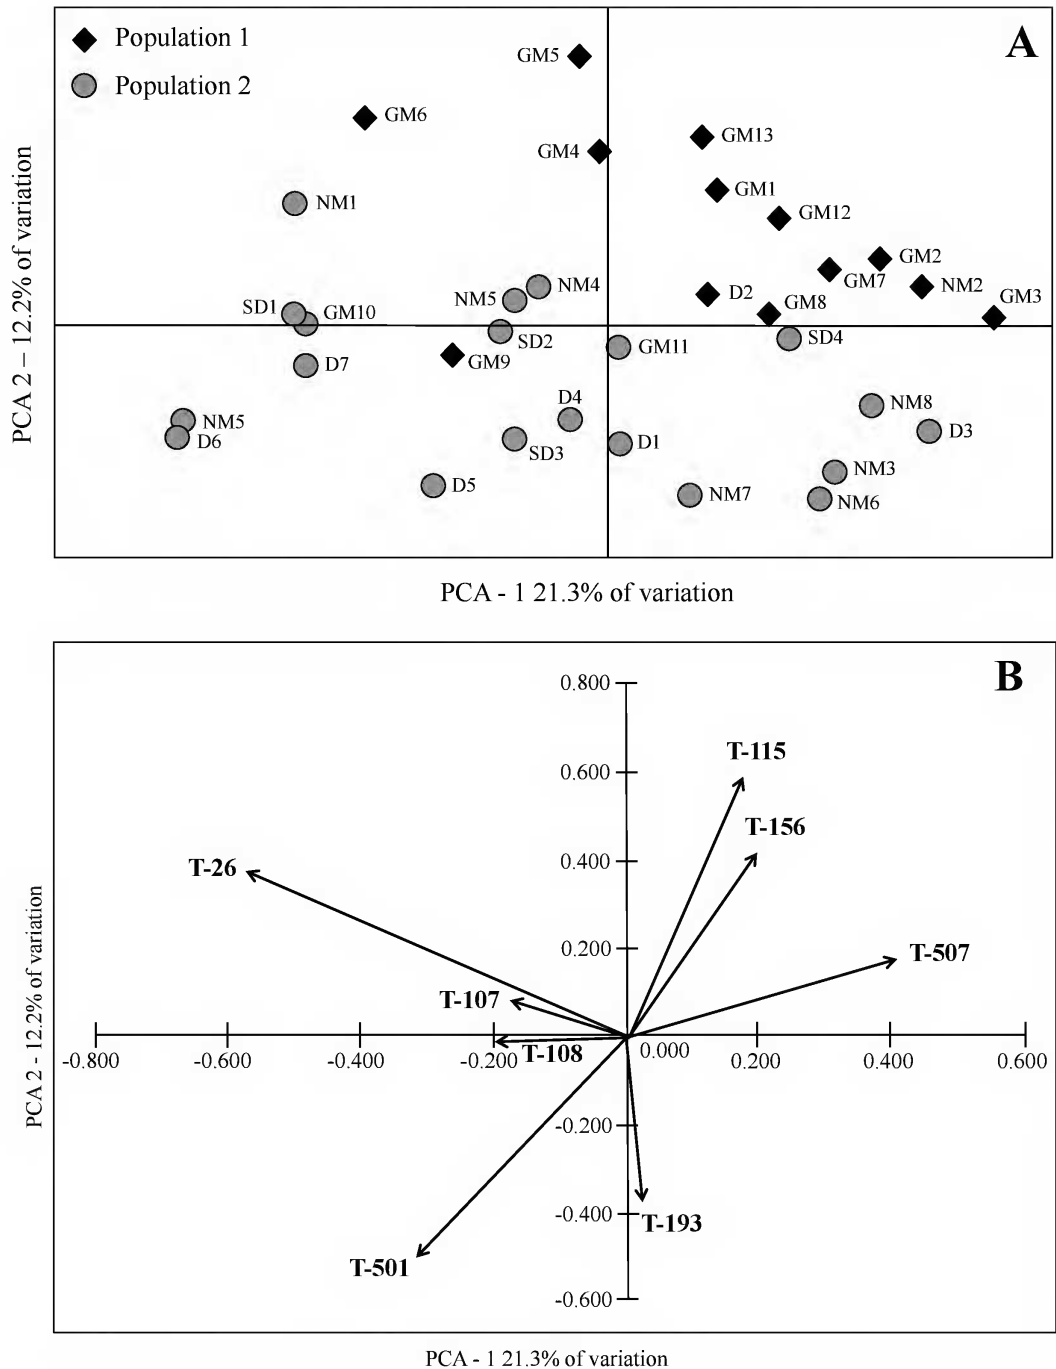 A
Population 1
Population 2
GM5
GM6
GM4
GM13
GM1
NM1
GM12
GM2
GM7
NM4
NM5
D2
NM2
GM3
SD1
GM10
GM8
SD2
SD4
GM11
GM9
D7
D4
NM8
NM5
D6
D3
SD3
D1
NM3
D5
NM7
NM6
PCA 2 – 12.2% of variation
PCA - 1 21.3% of variation
B
0.800
T-115
0.600
T-156
T-26
0.400
0.200
T-507
T-107
T-108
-0.800
-0.600
-0.400
-0.200
0.000
0.200
0.400
0.600
-0.200
-0.400
T-193
T-501
-0.600
PCA 2 - 12.2% of variation
PCA - 1 21.3% of variation